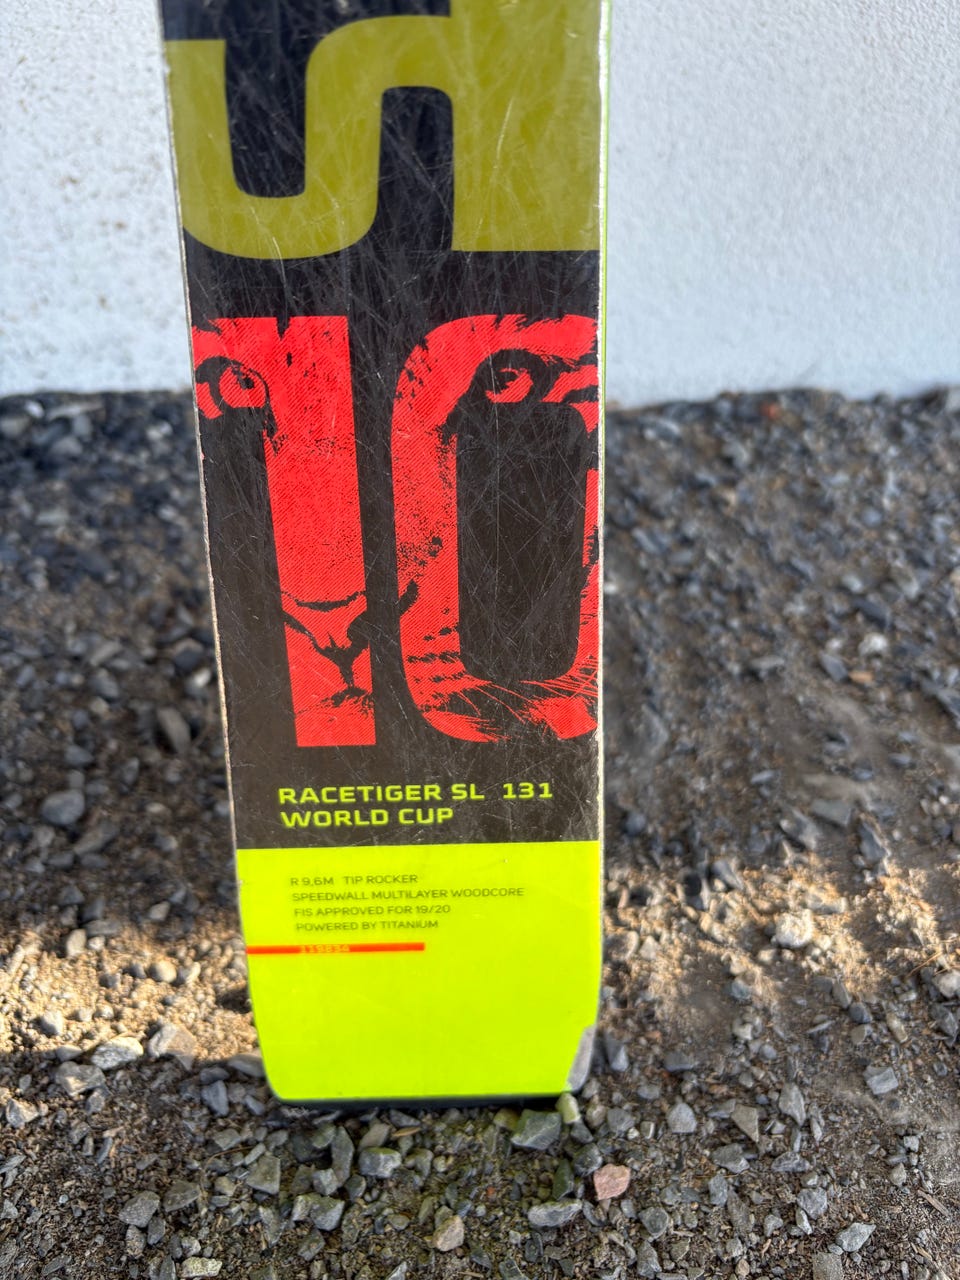 SL
10
RACETIGER SL 131
WORLD CUP
R 9,6M TIP ROCKER
SPEEDWALL MULTILAYER WOODCORE
FIS APPROVED FOR 19/20
POWERED BY TITANIUM